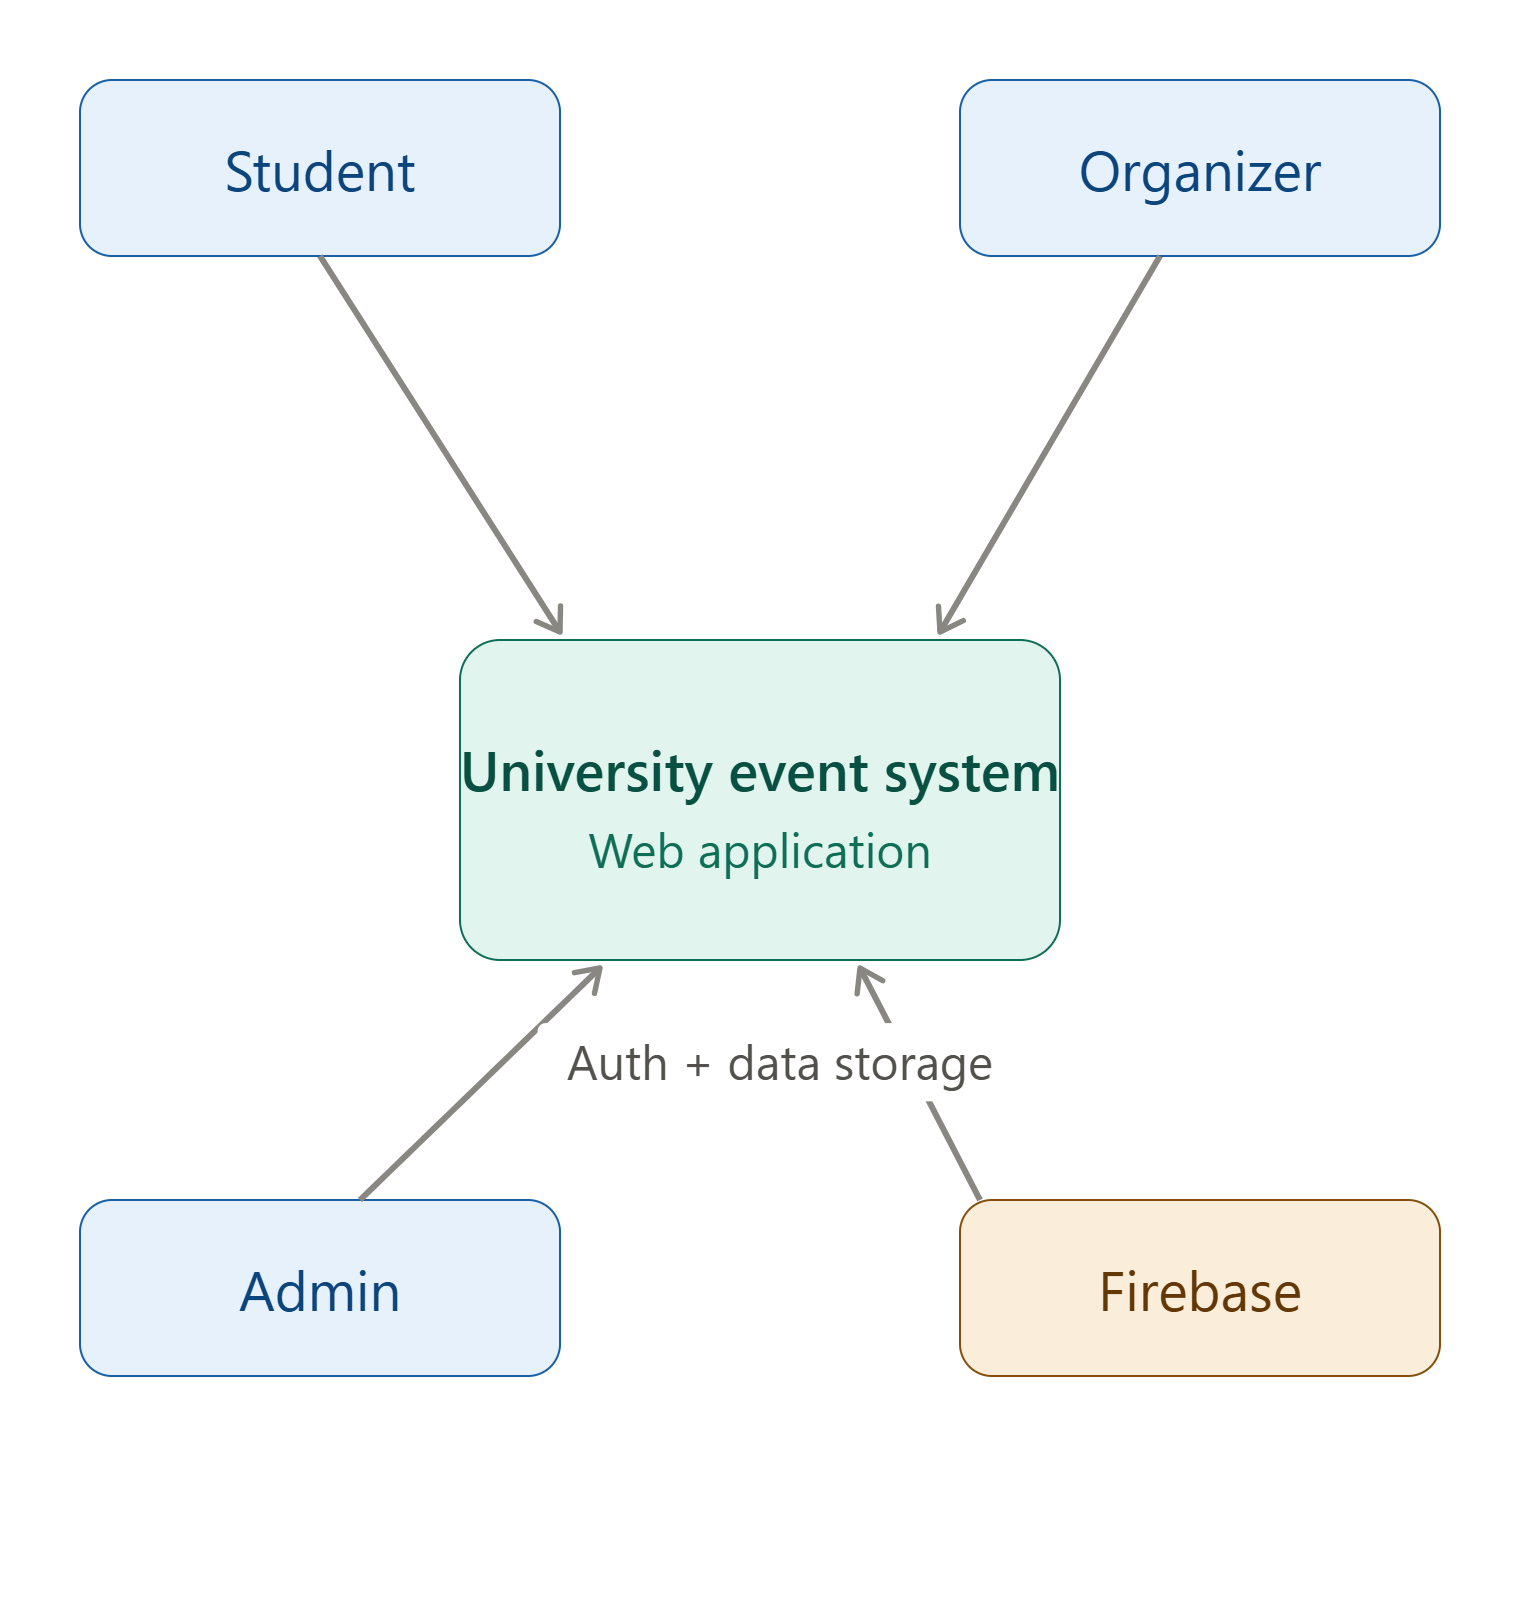 Student
Organizer
University event system
Web application
Auth + data storage
Admin
Firebase